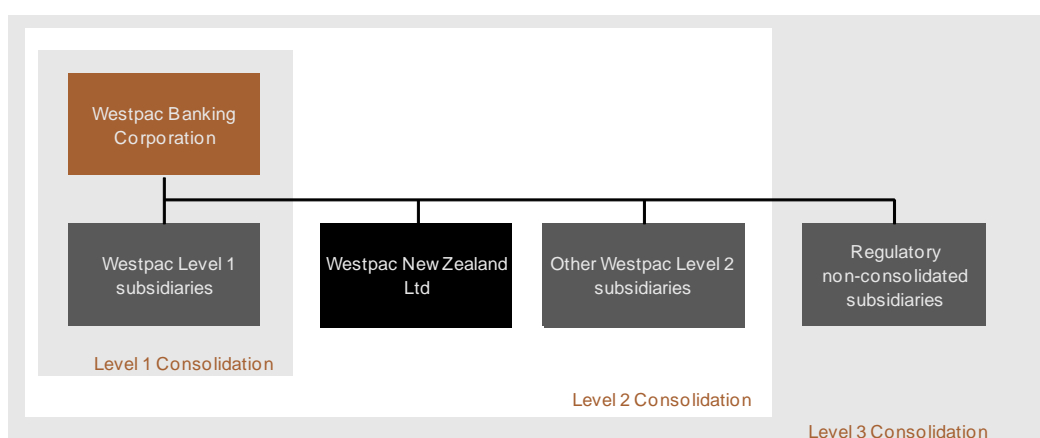 Westpac Banking
Corporation
Westpac Level 1
subsidiaries
Westpac New Zealand
Ltd
Other Westpac Level 2
subsidiaries
Regulatory
non-consolidated
subsidiaries
Level 1 Consolidation
Level 2 Consolidation
Level 3 Consolidation